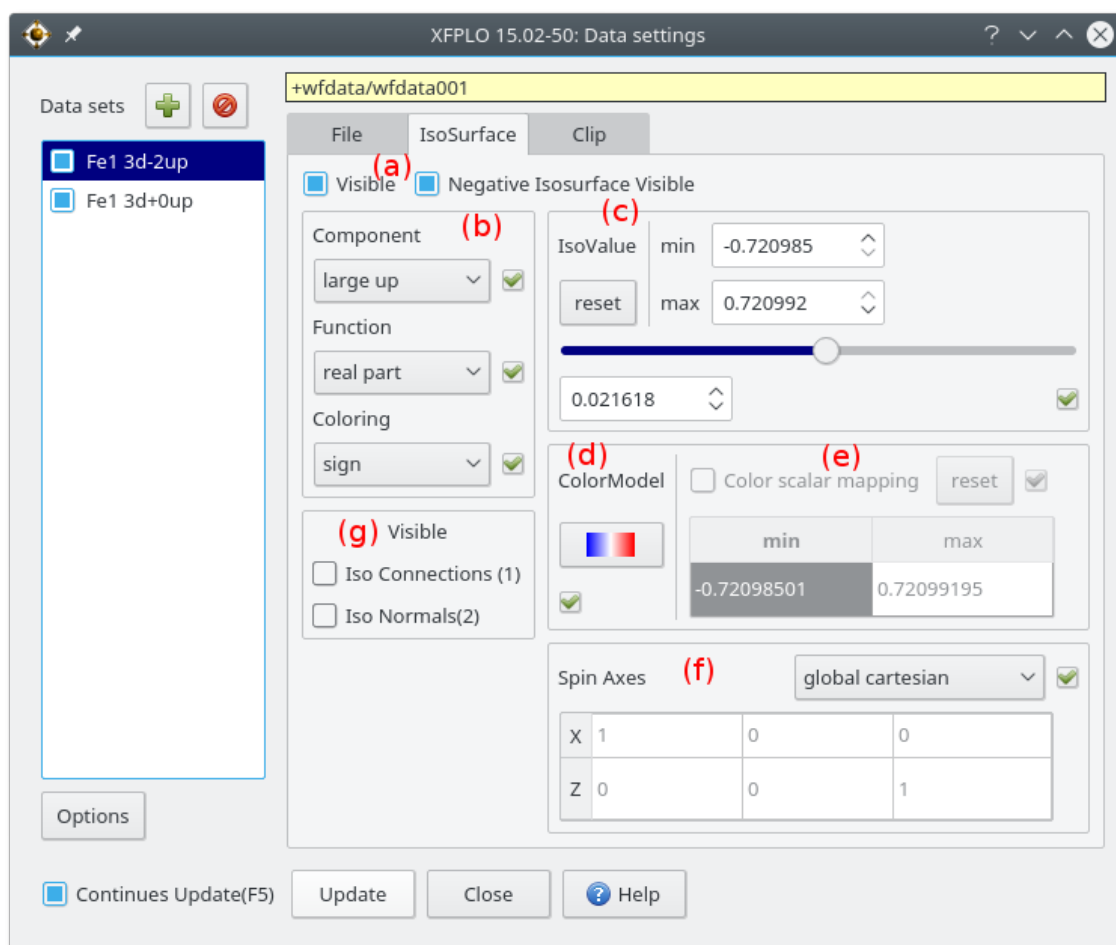 XFPLO 15.02-50: Data settings
Data sets
+wfdata/wfdata001
Fe1 3d-2up
Fe1 3d+0up
Options
File IsoSurface Clip
(a)
Visible Negative Isosurface Visible
(b)
Component
large up
Function
real part
Coloring
sign
(c)
IsoValue min -0.720985
reset max 0.720992
0.021618
(d)
ColorModel
(e)
Color scalar mapping reset
min max
-0.72098501 0.72099195
(g) Visible
Iso Connections (1)
Iso Normals(2)
Spin Axes (f) global cartesian
X 1 0 0
Z 0 0 1
Continues Update(F5) Update Close ? Help